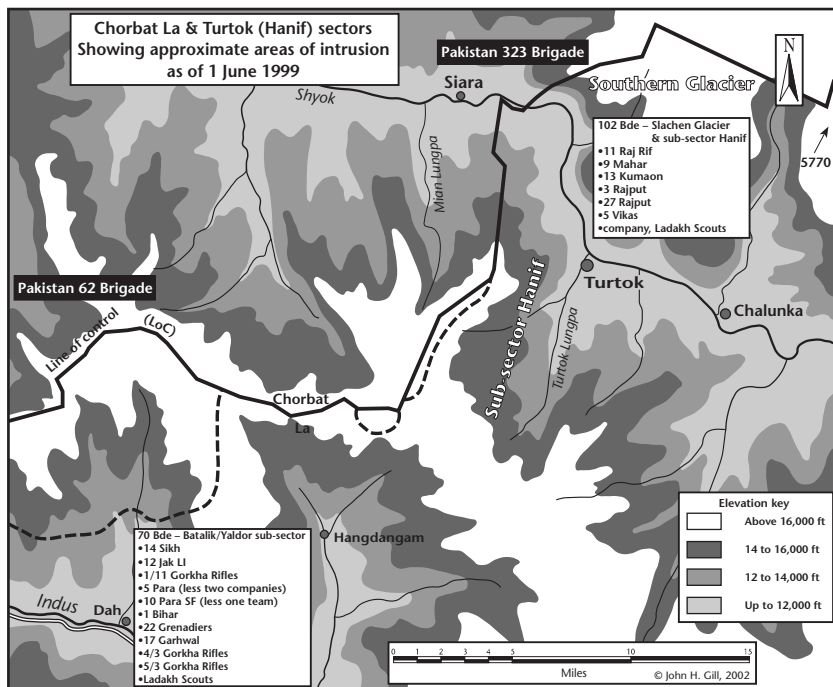 Chorbat La & Turtok (Hanif) sectors
Showing approximate areas of intrusion
as of 1 June 1999
Pakistan 323 Brigade
N
Siara
Southern Glacier
Shyok
102 Bde – Slachen Glacier
& sub-sector Hanif
•11 Raj Rif
•9 Mahar
•13 Kumaon
•3 Rajput
•27 Rajput
•5 Vikas
•company, Ladakh Scouts
5770
Mian Lungpa
Pakistan 62 Brigade
Sub-sector Hanif
Turtok
Chalunka
Turtok Lungpa
Line of control
(LoC)
Chorbat
La
Elevation key
Above 16,000 ft
14 to 16,000 ft
12 to 14,000 ft
Up to 12,000 ft
Hangdangam
70 Bde – Batalik/Yaldor sub-sector
•14 Sikh
•12 Jak LI
•1/11 Gorkha Rifles
•5 Para (less two companies)
•10 Para SF (less one team)
•1 Bihar
•22 Grenadiers
•17 Garhwal
•4/3 Gorkha Rifles
•5/3 Gorkha Rifles
•Ladakh Scouts
Indus
Dah
0 1 2 3 4 5 10 15
Miles
© John H. Gill, 2002